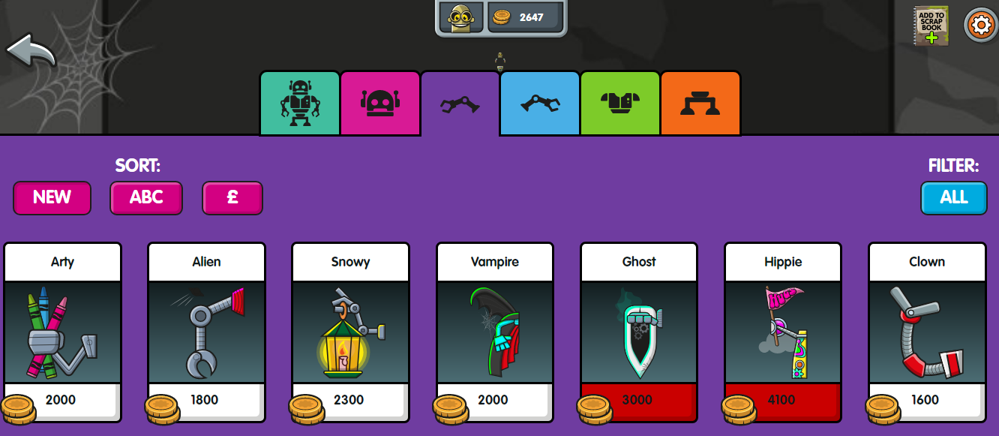 2647
ADD TO
SCRAP
BOOK
SORT:
FILTER:
NEW
ABC
£
ALL
Arty
Alien
Snowy
Vampire
Ghost
Hippie
Clown
HUGS
2000
1800
2300
2000
3000
4100
1600